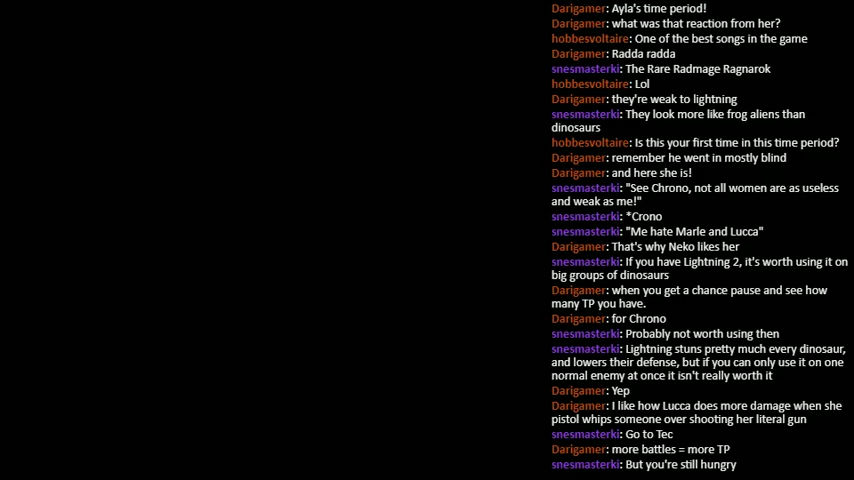 Darigamer: Ayla's time period!
Darigamer: what was that reaction from her?
hobbesvoltaire: One of the best songs in the game
Darigamer: Radda radda
snesmasterki: The Rare Radmage Ragnarok
hobbesvoltaire: Lol
Darigamer: they're weak to lightning
snesmasterki: They look more like frog aliens than
dinosaurs
hobbesvoltaire: Is this your first time in this time period?
Darigamer: remember he went in mostly blind
Darigamer: and here she is!
snesmasterki: "See Chrono, not all women are as useless
and weak as me!"
snesmasterki: *Crono
snesmasterki: "Me hate Marle and Lucca"
Darigamer: That's why Neko likes her
snesmasterki: If you have Lightning 2, it's worth using it on
big groups of dinosaurs
Darigamer: when you get a chance pause and see how
many TP you have.
Darigamer: for Chrono
snesmasterki: Probably not worth using then
snesmasterki: Lightning stuns pretty much every dinosaur,
and lowers their defense, but if you can only use it on one
normal enemy at once it isn't really worth it
Darigamer: Yep
Darigamer: I like how Lucca does more damage when she
pistol whips someone over shooting her literal gun
snesmasterki: Go to Tec
Darigamer: more battles = more TP
snesmasterki: But you're still hungry